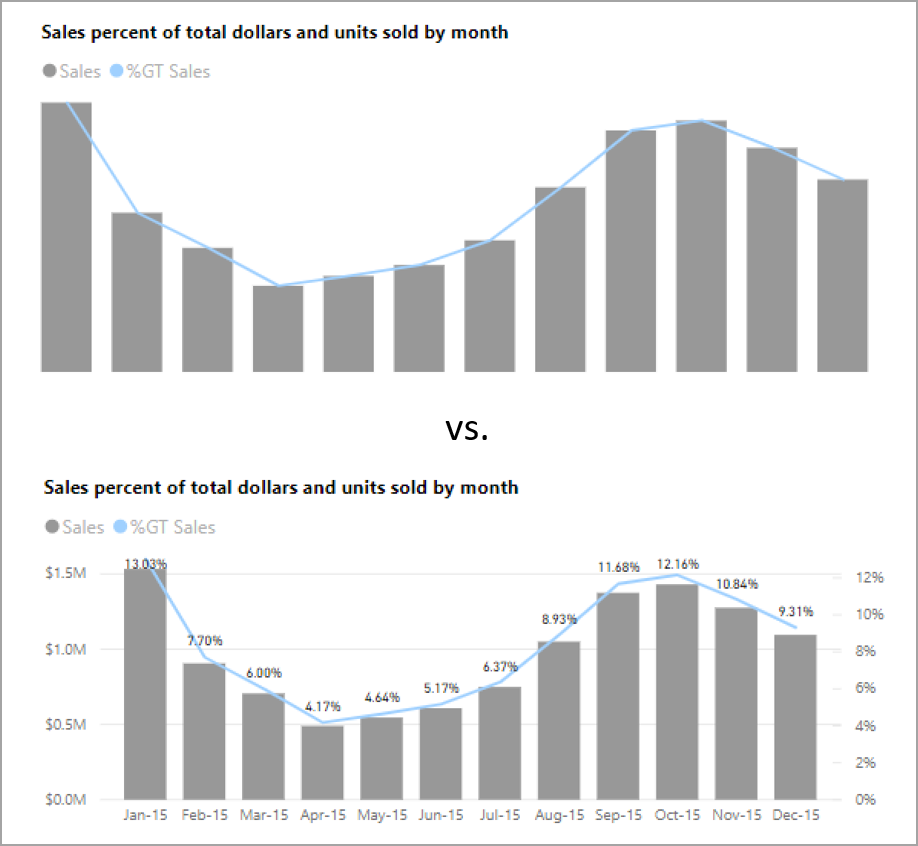 Sales percent of total dollars and units sold by month
Sales %GT Sales
vs.
Sales percent of total dollars and units sold by month
Sales %GT Sales
13.03%
7.70%
6.00%
4.17%
4.64%
5.17%
6.37%
8.93%
11.68%
12.16%
10.84%
9.31%
$1.5M
$1.0M
$0.5M
$0.0M
12%
10%
8%
6%
4%
2%
0%
Jan-15 Feb-15 Mar-15 Apr-15 May-15 Jun-15 Jul-15 Aug-15 Sep-15 Oct-15 Nov-15 Dec-15